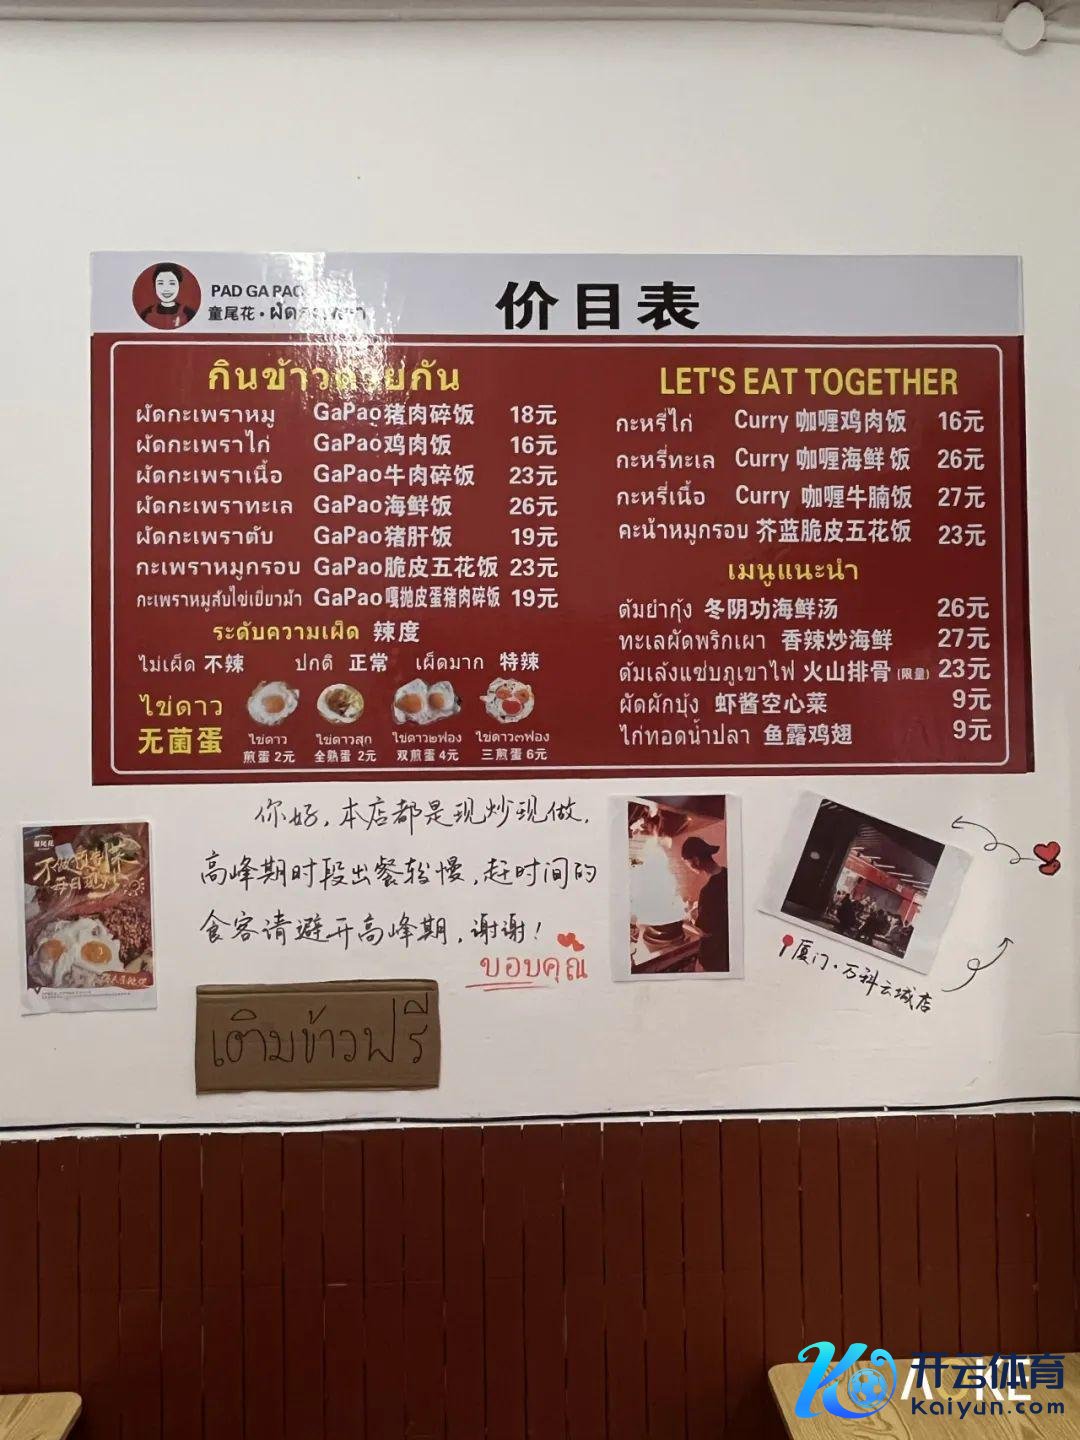 PAD GA PAO
童尾花·ผัดกะเพรา
价目表
กินข้าวด้วยกัน
ผัดกะเพราหมู GaPao猪肉碎饭 18元
ผัดกะเพราไก่ GaPao鸡肉饭 16元
ผัดกะเพราเนื้อ GaPao牛肉碎饭 23元
ผัดกะเพราทะเล GaPao海鲜饭 26元
ผัดกะเพราตับ GaPao猪肝饭 19元
กะเพราหมูกรอบ GaPao脆皮五花饭 23元
กะเพราหมูสับไข่เยี่ยวม้า GaPao嘎抛皮蛋猪肉碎饭 19元
ระดับความเผ็ด 辣度
ไม่เผ็ด 不辣 ปกติ 正常 เผ็ดมาก 特辣
ไข่ดาว
无菌蛋
ไข่ดาว ไข่ดาวสุก ไข่ดาว๒ฟอง ไข่ดาว๓ฟอง
煎蛋 2元 全熟蛋 2元 双煎蛋 4元 三煎蛋 6元
LET'S EAT TOGETHER
กะหรี่ไก่ Curry 咖喱鸡肉饭 16元
กะหรี่ทะเล Curry 咖喱海鲜饭 26元
กะหรี่เนื้อ Curry 咖喱牛腩饭 27元
คะน้าหมูกรอบ 芥蓝脆皮五花饭 23元
เมนูแนะนำ
ต้มยำกุ้ง 冬阴功海鲜汤 26元
ทะเลผัดพริกเผา 香辣炒海鲜 27元
ต้มเล้งแซ่บภูเขาไฟ 火山排骨(限量) 23元
ผัดผักบุ้ง 虾酱空心菜 9元
ไก่ทอดน้ำปลา 鱼露鸡翅 9元
你好，本店都是现炒现做，
高峰期时段出餐较慢，赶时间的
食客请避开高峰期，谢谢！
ขอบคุณ
เติมข้าวฟรี
童尾花
不做预制菜
每日现炒
厦门·万科云城店
开云体育
Kaiyun.com